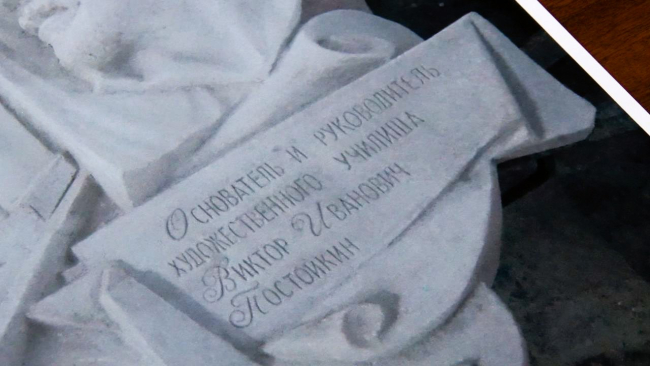 Основатель и руководитель
художественного училища
Виктор Иванович
Постойкин